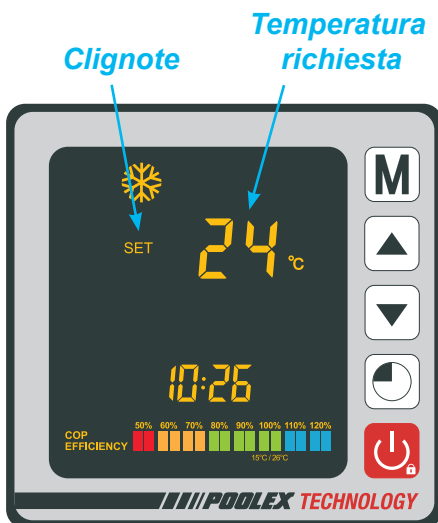 Temperatura
Clignote richiesta
M
SET 24 °C
10:26
50% 60% 70% 80% 90% 100% 110% 120%
COP
EFFICIENCY
15°C / 26°C
POOLEX TECHNOLOGY